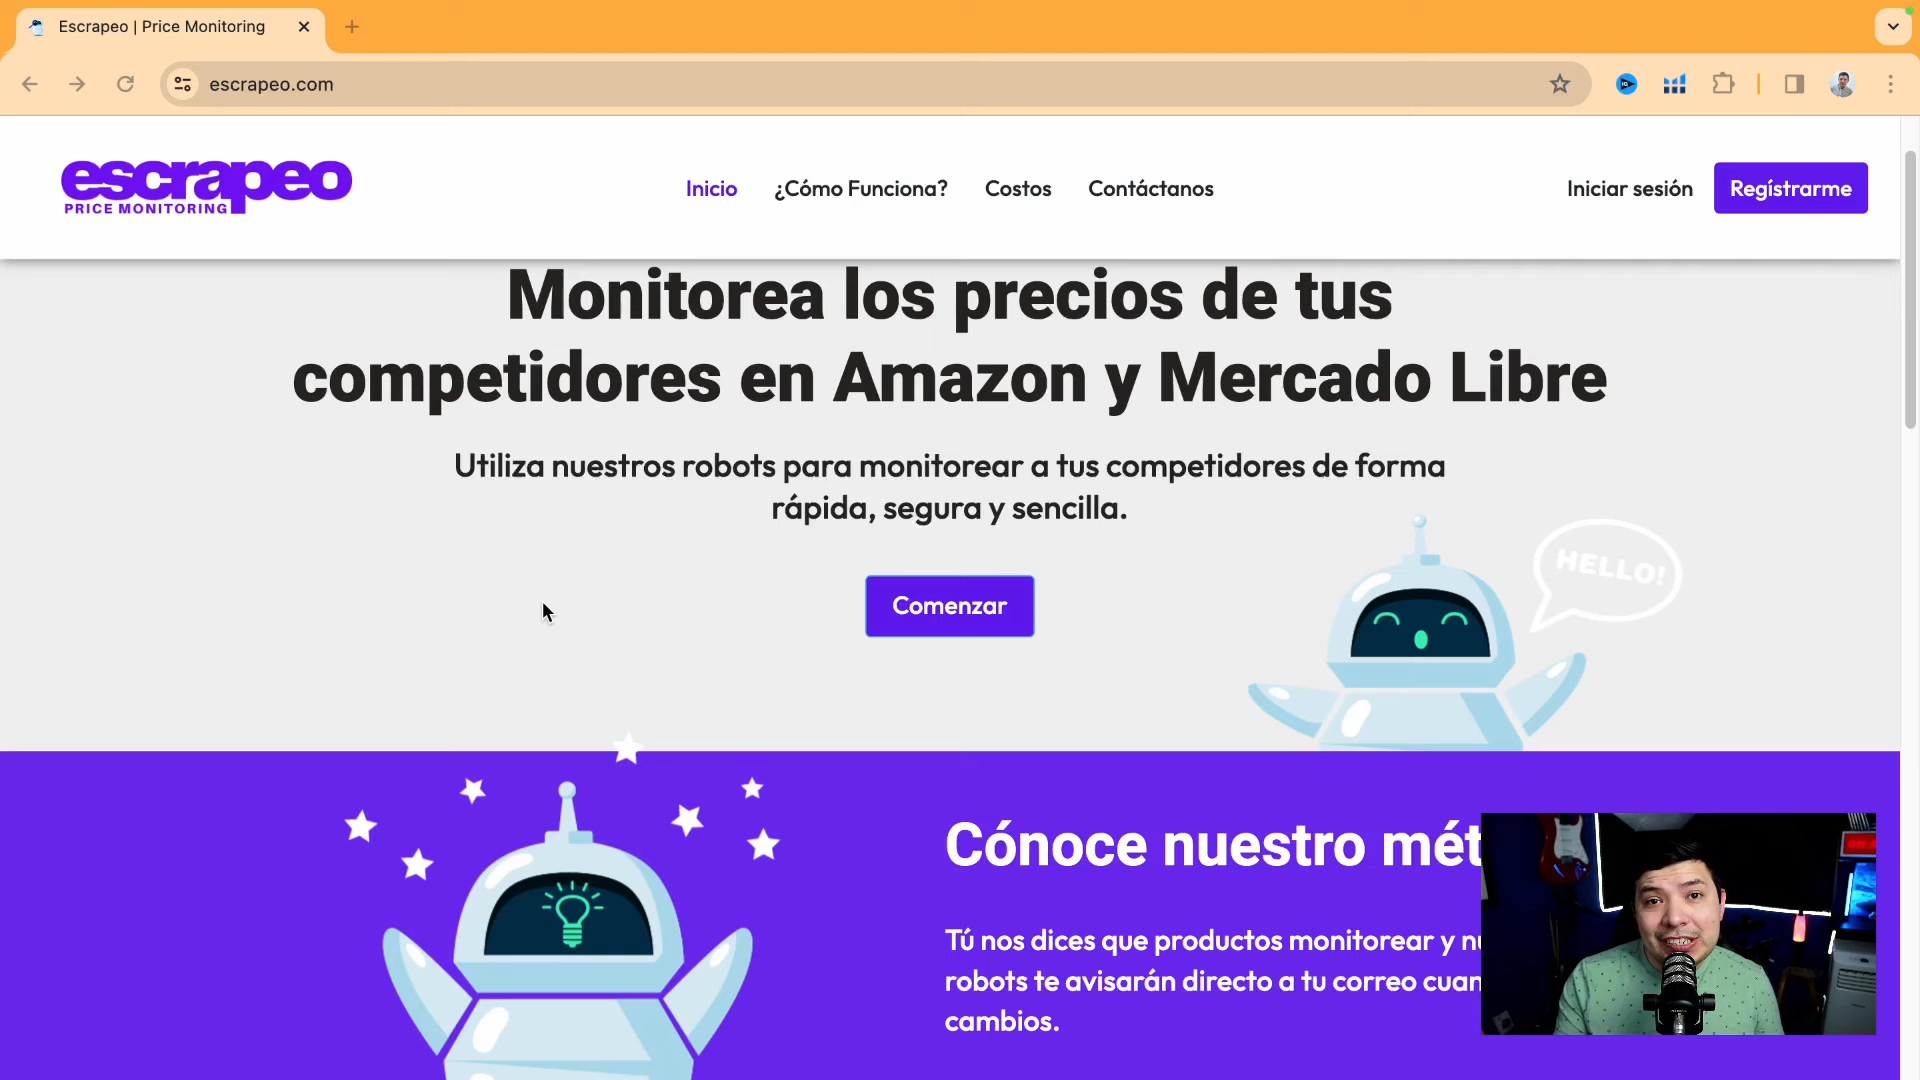 Escrapeo | Price Monitoring
escrapeo.com
escrapeo
PRICE MONITORING
Inicio
¿Cómo Funciona?
Costos
Contáctanos
Iniciar sesión
Regístrarme
Monitorea los precios de tus
competidores en Amazon y Mercado Libre
Utiliza nuestros robots para monitorear a tus competidores de forma
rápida, segura y sencilla.
Comenzar
HELLO!
Cónoce nuestro mét
Tú nos dices que productos monitorear y
robots te avisarán directo a tu correo
cambios.